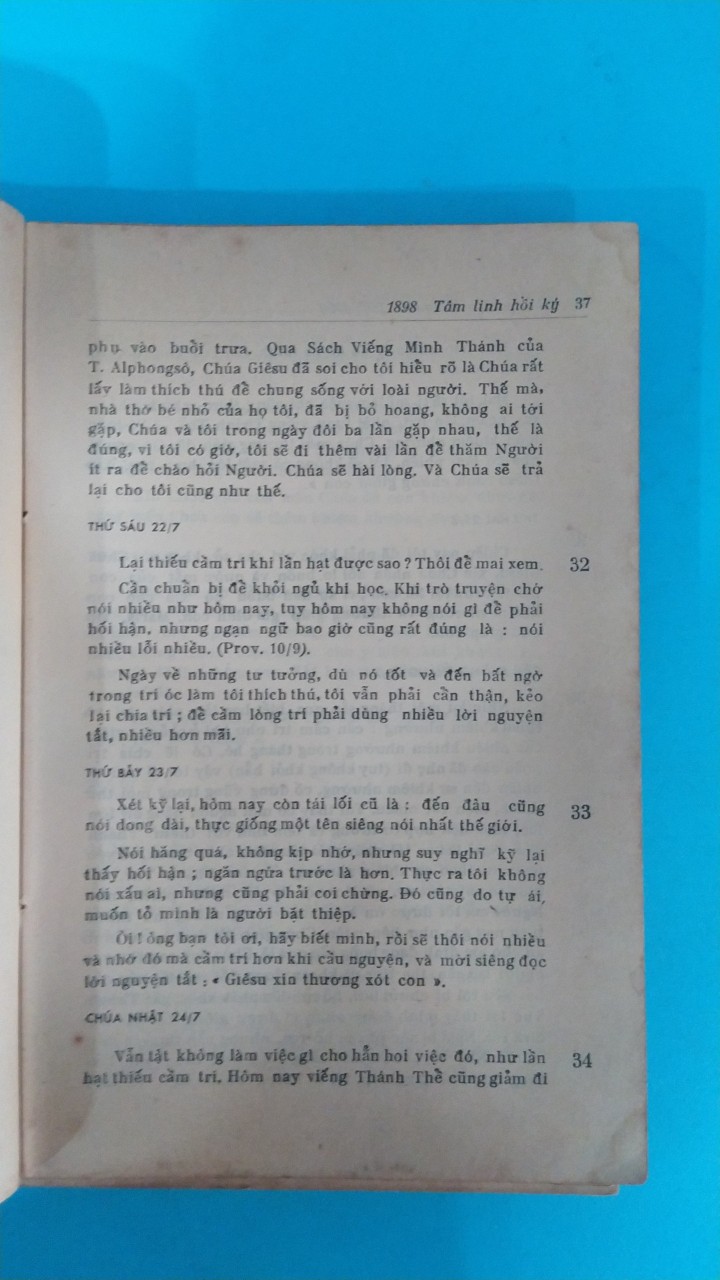 1898 Tâm linh hồi ký 37
phụ vào buổi trưa. Qua Sách Viếng Mình Thánh của
T. Alphongsô, Chúa Giêsu đã soi cho tôi hiểu rõ là Chúa rất
lấy làm thích thú để chung sống với loài người. Thế mà,
nhà thờ bé nhỏ của họ tôi, đã bị bỏ hoang, không ai tới
gặp, Chúa và tôi trong ngày đôi ba lần gặp nhau, thế là
đúng, vì tôi có giờ, tôi sẽ đi thêm vài lần để thăm Người
ít ra để chào hỏi Người. Chúa sẽ hài lòng. Và Chúa sẽ trả
lại cho tôi cũng như thế.
THỨ SÁU 22/7
Lại thiếu cầm trí khi lần hạt được sao ? Thôi để mai xem. 32
Cần chuẩn bị để khỏi ngủ khi học. Khi trò truyện chớ
nói nhiều như hôm nay, tuy hôm nay không nói gì để phải
hối hận, nhưng ngạn ngữ bao giờ cũng rất đúng là : nói
nhiều lỗi nhiều. (Prov. 10/9).
Ngày về những tư tưởng, dù nó tốt và đến bất ngờ
trong trí óc làm tôi thích thú, tôi vẫn phải cẩn thận, kẻo
lại chia trí ; để cầm lòng trí phải dùng nhiều lời nguyện
tắt, nhiều hơn mãi.
THỨ BẢY 23/7
Xét kỹ lại, hôm nay còn tái lối cũ là : đến đâu cũng 33
nói dong dài, thực giống một tên siêng nói nhất thế giới.
Nói hăng quá, không kịp nhớ, nhưng suy nghĩ kỹ lại
thấy hối hận ; ngăn ngừa trước là hơn. Thực ra tôi không
nói xấu ai, nhưng cũng phải coi chừng. Đó cũng do tự ái,
muốn tỏ mình là người bặt thiệp.
Ôi ! ông bạn tôi ơi, hãy biết mình, rồi sẽ thôi nói nhiều
và nhờ đó mà cầm trí hơn khi cầu nguyện, và mới siêng đọc
lời nguyện tắt : « Giêsu xin thương xót con ».
CHÚA NHẬT 24/7
Vẫn tật không làm việc gì cho hẳn hoi việc đó, như lần 34
hạt thiếu cầm trí. Hôm nay viếng Thánh Thể cũng giảm đi